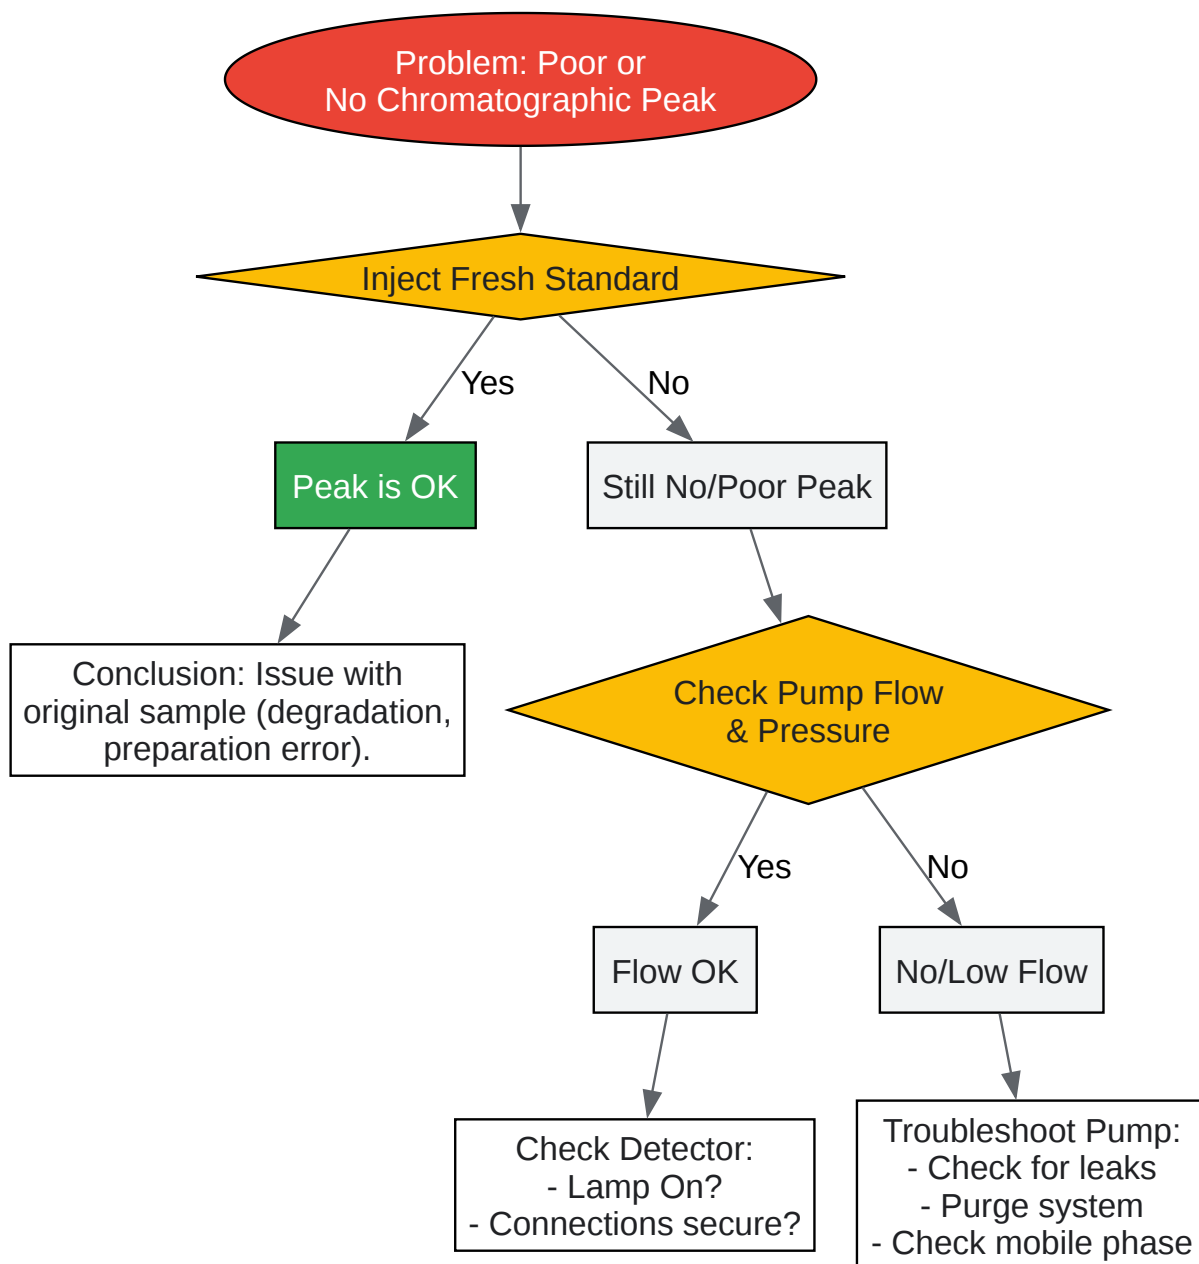 Problem: Poor or
No Chromatographic Peak
Inject Fresh Standard
Yes
No
Peak is OK
Still No/Poor Peak
Conclusion: Issue with
original sample (degradation,
preparation error).
Check Pump Flow
& Pressure
Yes
No
Flow OK
No/Low Flow
Check Detector:
- Lamp On?
- Connections secure?
Troubleshoot Pump:
- Check for leaks
- Purge system
- Check mobile phase